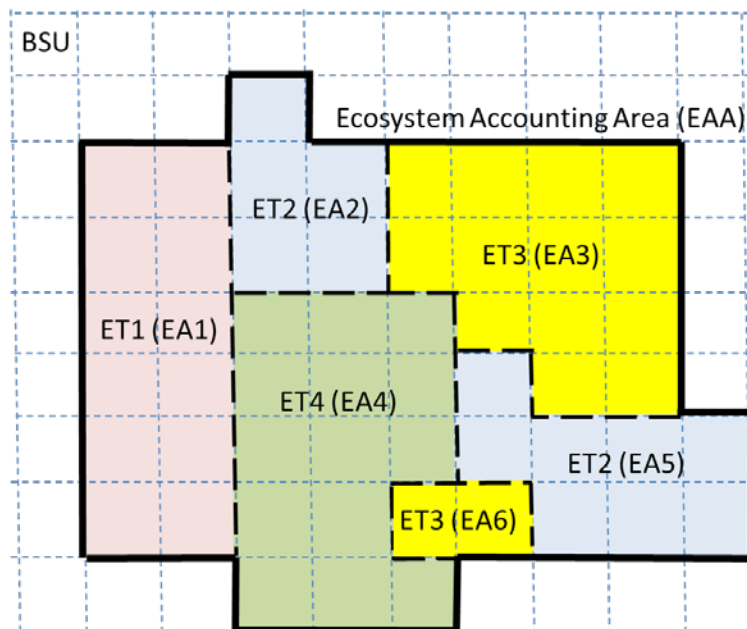 BSU
Ecosystem Accounting Area (EAA)
ET2 (EA2)
ET3 (EA3)
ET1 (EA1)
ET4 (EA4)
ET2 (EA5)
ET3 (EA6)